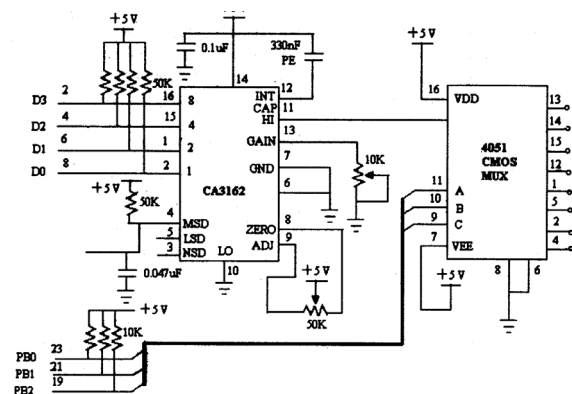 +5V
+5V
0.1uF
330nF
PE
+5V
50K
14
2
D3
16
8
INT
12
CAP
11
HI
16
VDD
13
4
D2
15
4
14
13
GAIN
4051
CMOS
MUX
15
6
D1
1
2
7
GND
12
8
D0
2
1
CA3162
10K
11
A
1
+5V
50K
6
10
B
5
4
MSD
ZERO
8
9
C
2
5
LSD
ADJ
9
7
VEE
4
3
NSD
LO
10
+5V
8
6
0.047uF
+5V
50K
+5V
10K
PB0
23
PB1
21
PB2
19